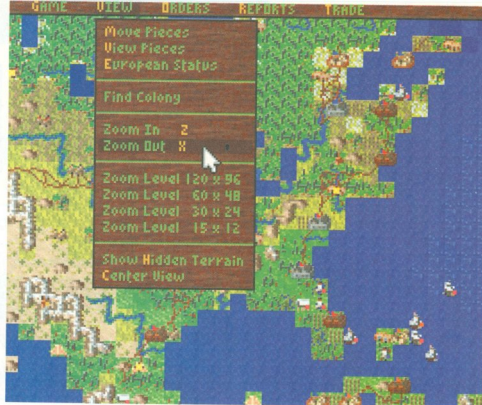 GAME VIEW ORDERS REPORTS TRADE
Move Pieces
View Pieces
European Status
Find Colony
Zoom In Z
Zoom Out X
Zoom Level 120 x 96
Zoom Level 60 x 48
Zoom Level 30 x 24
Zoom Level 15 x 12
Show Hidden Terrain
Center View